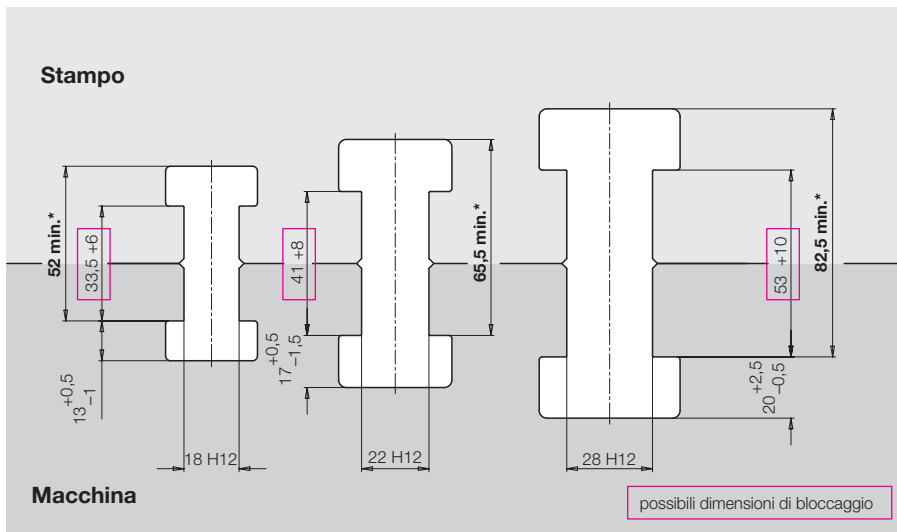 Stampo
52 min.*
33,5 +6
+0,5
13 –1
18 H12
41 +8
65,5 min.*
+0,5
17 –1,5
22 H12
53 +10
82,5 min.*
+2,5
20 –0,5
28 H12
Macchina
possibili dimensioni di bloccaggio